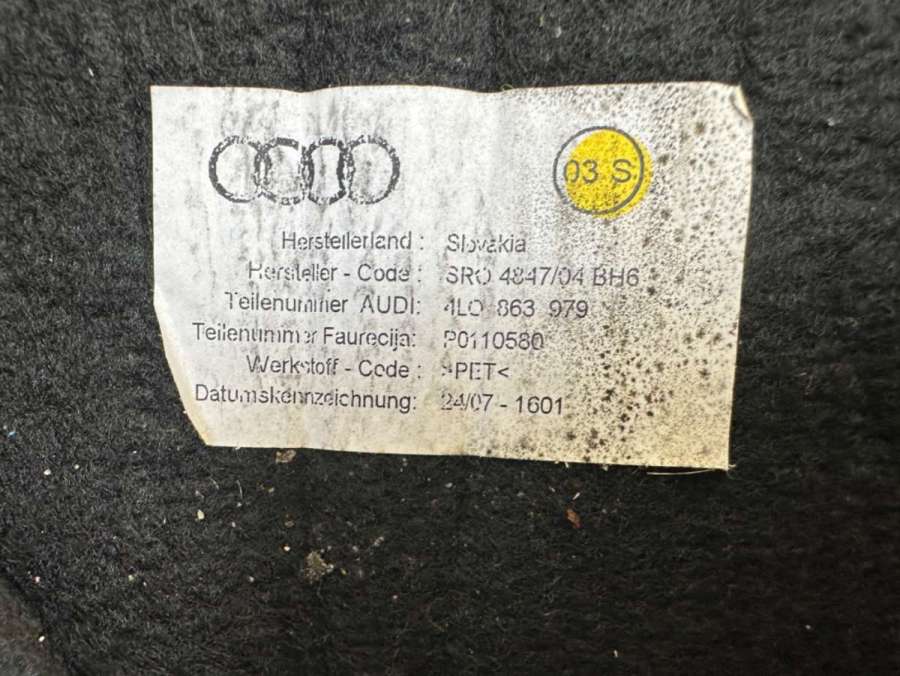 03 S
Herstellerland : Slovakia
Hersteller - Code : SRO 4847/04 BH6
Teilenummer AUDI: 4L0 863 979
Teilenummer Faurecija: P0110580
Werkstoff - Code : >PET<
Datumskennzeichnung: 24/07 - 1601